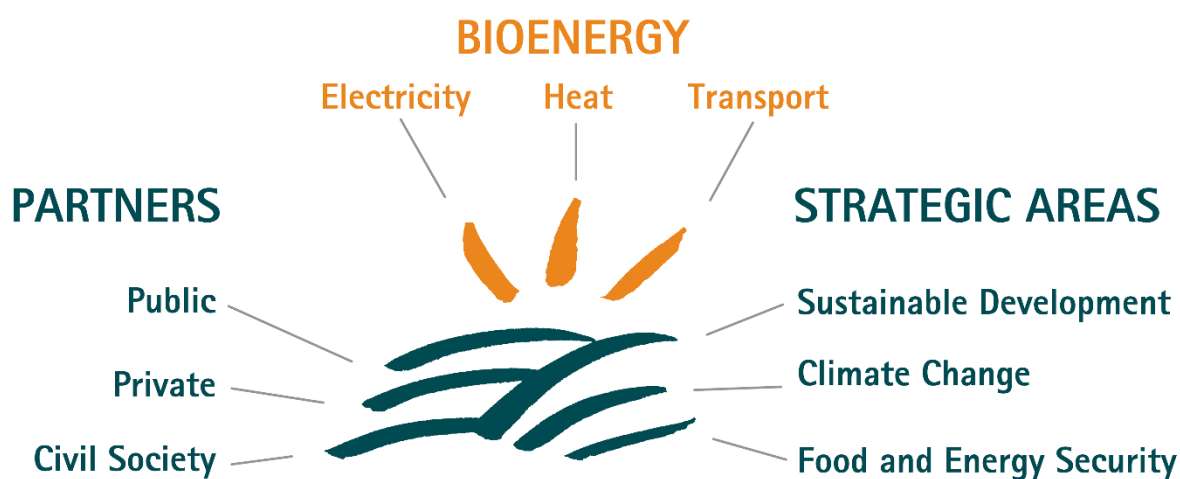 BIOENERGY
Electricity Heat Transport
PARTNERS
Public
Private
Civil Society
STRATEGIC AREAS
Sustainable Development
Climate Change
Food and Energy Security